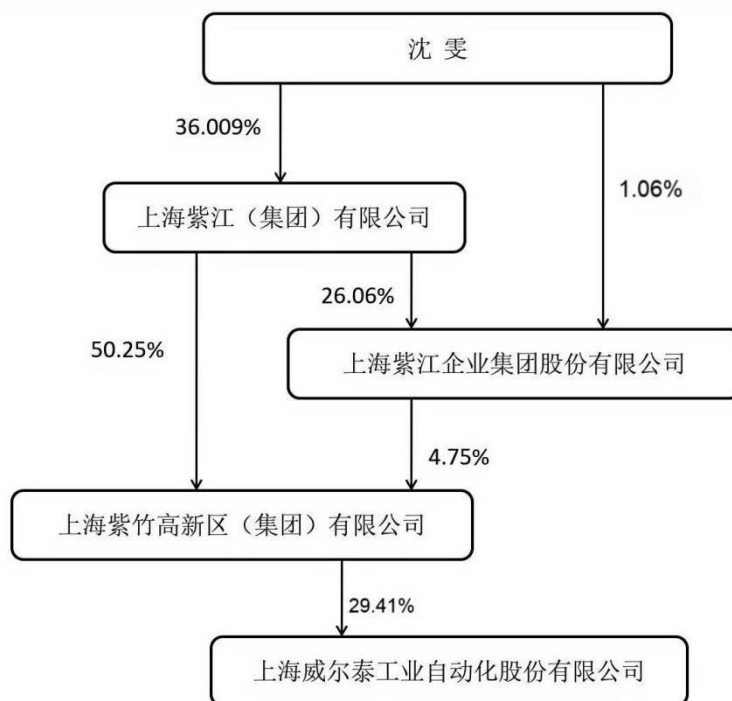 沈 雯
36.009%
1.06%
上海紫江（集团）有限公司
26.06%
50.25%
上海紫江企业集团股份有限公司
4.75%
上海紫竹高新区（集团）有限公司
29.41%
上海威尔泰工业自动化股份有限公司